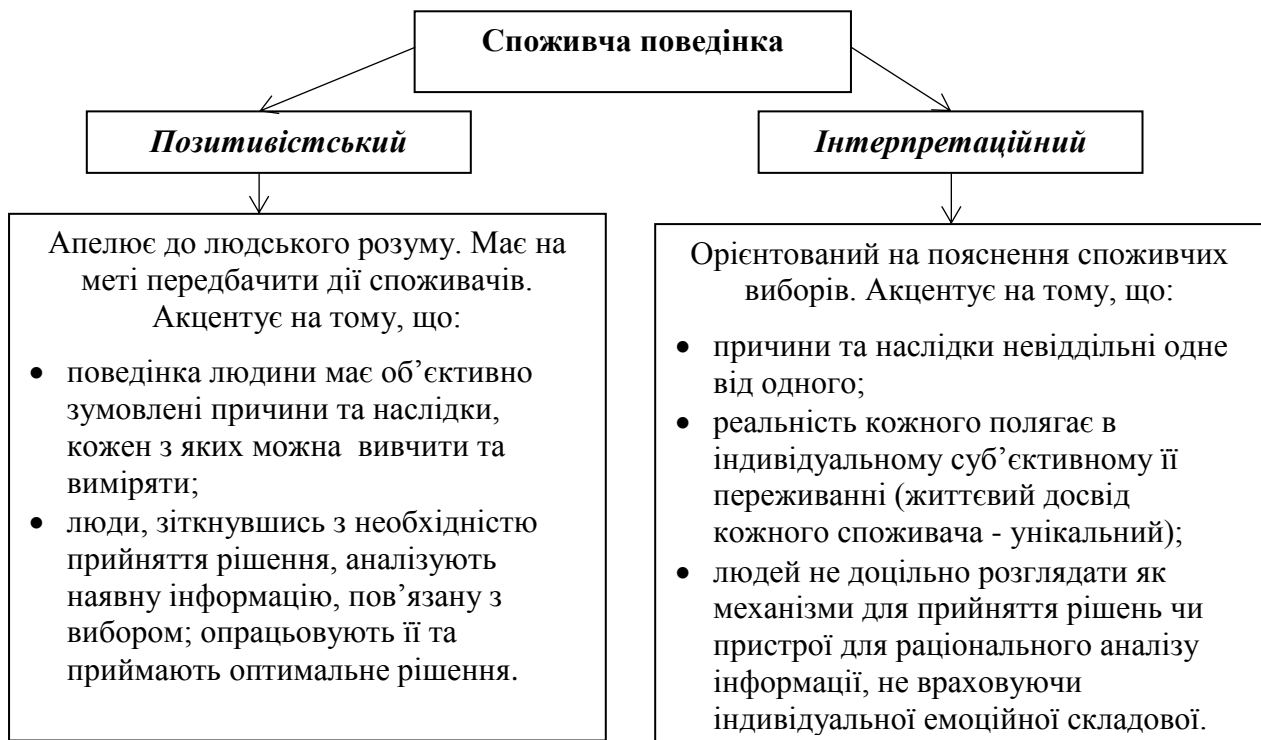 Споживча поведінка
Позитивістський
Інтерпретаційний
Апелює до людського розуму. Має на
меті передбачити дії споживачів.
Акцентує на тому, що:
• поведінка людини має об’єктивно
зумовлені причини та наслідки,
кожен з яких можна вивчити та
виміряти;
• люди, зіткнувшись з необхідністю
прийняття рішення, аналізують
наявну інформацію, пов’язану з
вибором; опрацьовують її та
приймають оптимальне рішення.
Орієнтований на пояснення споживчих
виборів. Акцентує на тому, що:
• причини та наслідки невіддільні одне
від одного;
• реальність кожного полягає в
індивідуальному суб’єктивному її
переживанні (життєвий досвід
кожного споживача - унікальний);
• людей не доцільно розглядати як
механізми для прийняття рішень чи
пристрої для раціонального аналізу
інформації, не враховуючи
індивідуальної емоційної складової.